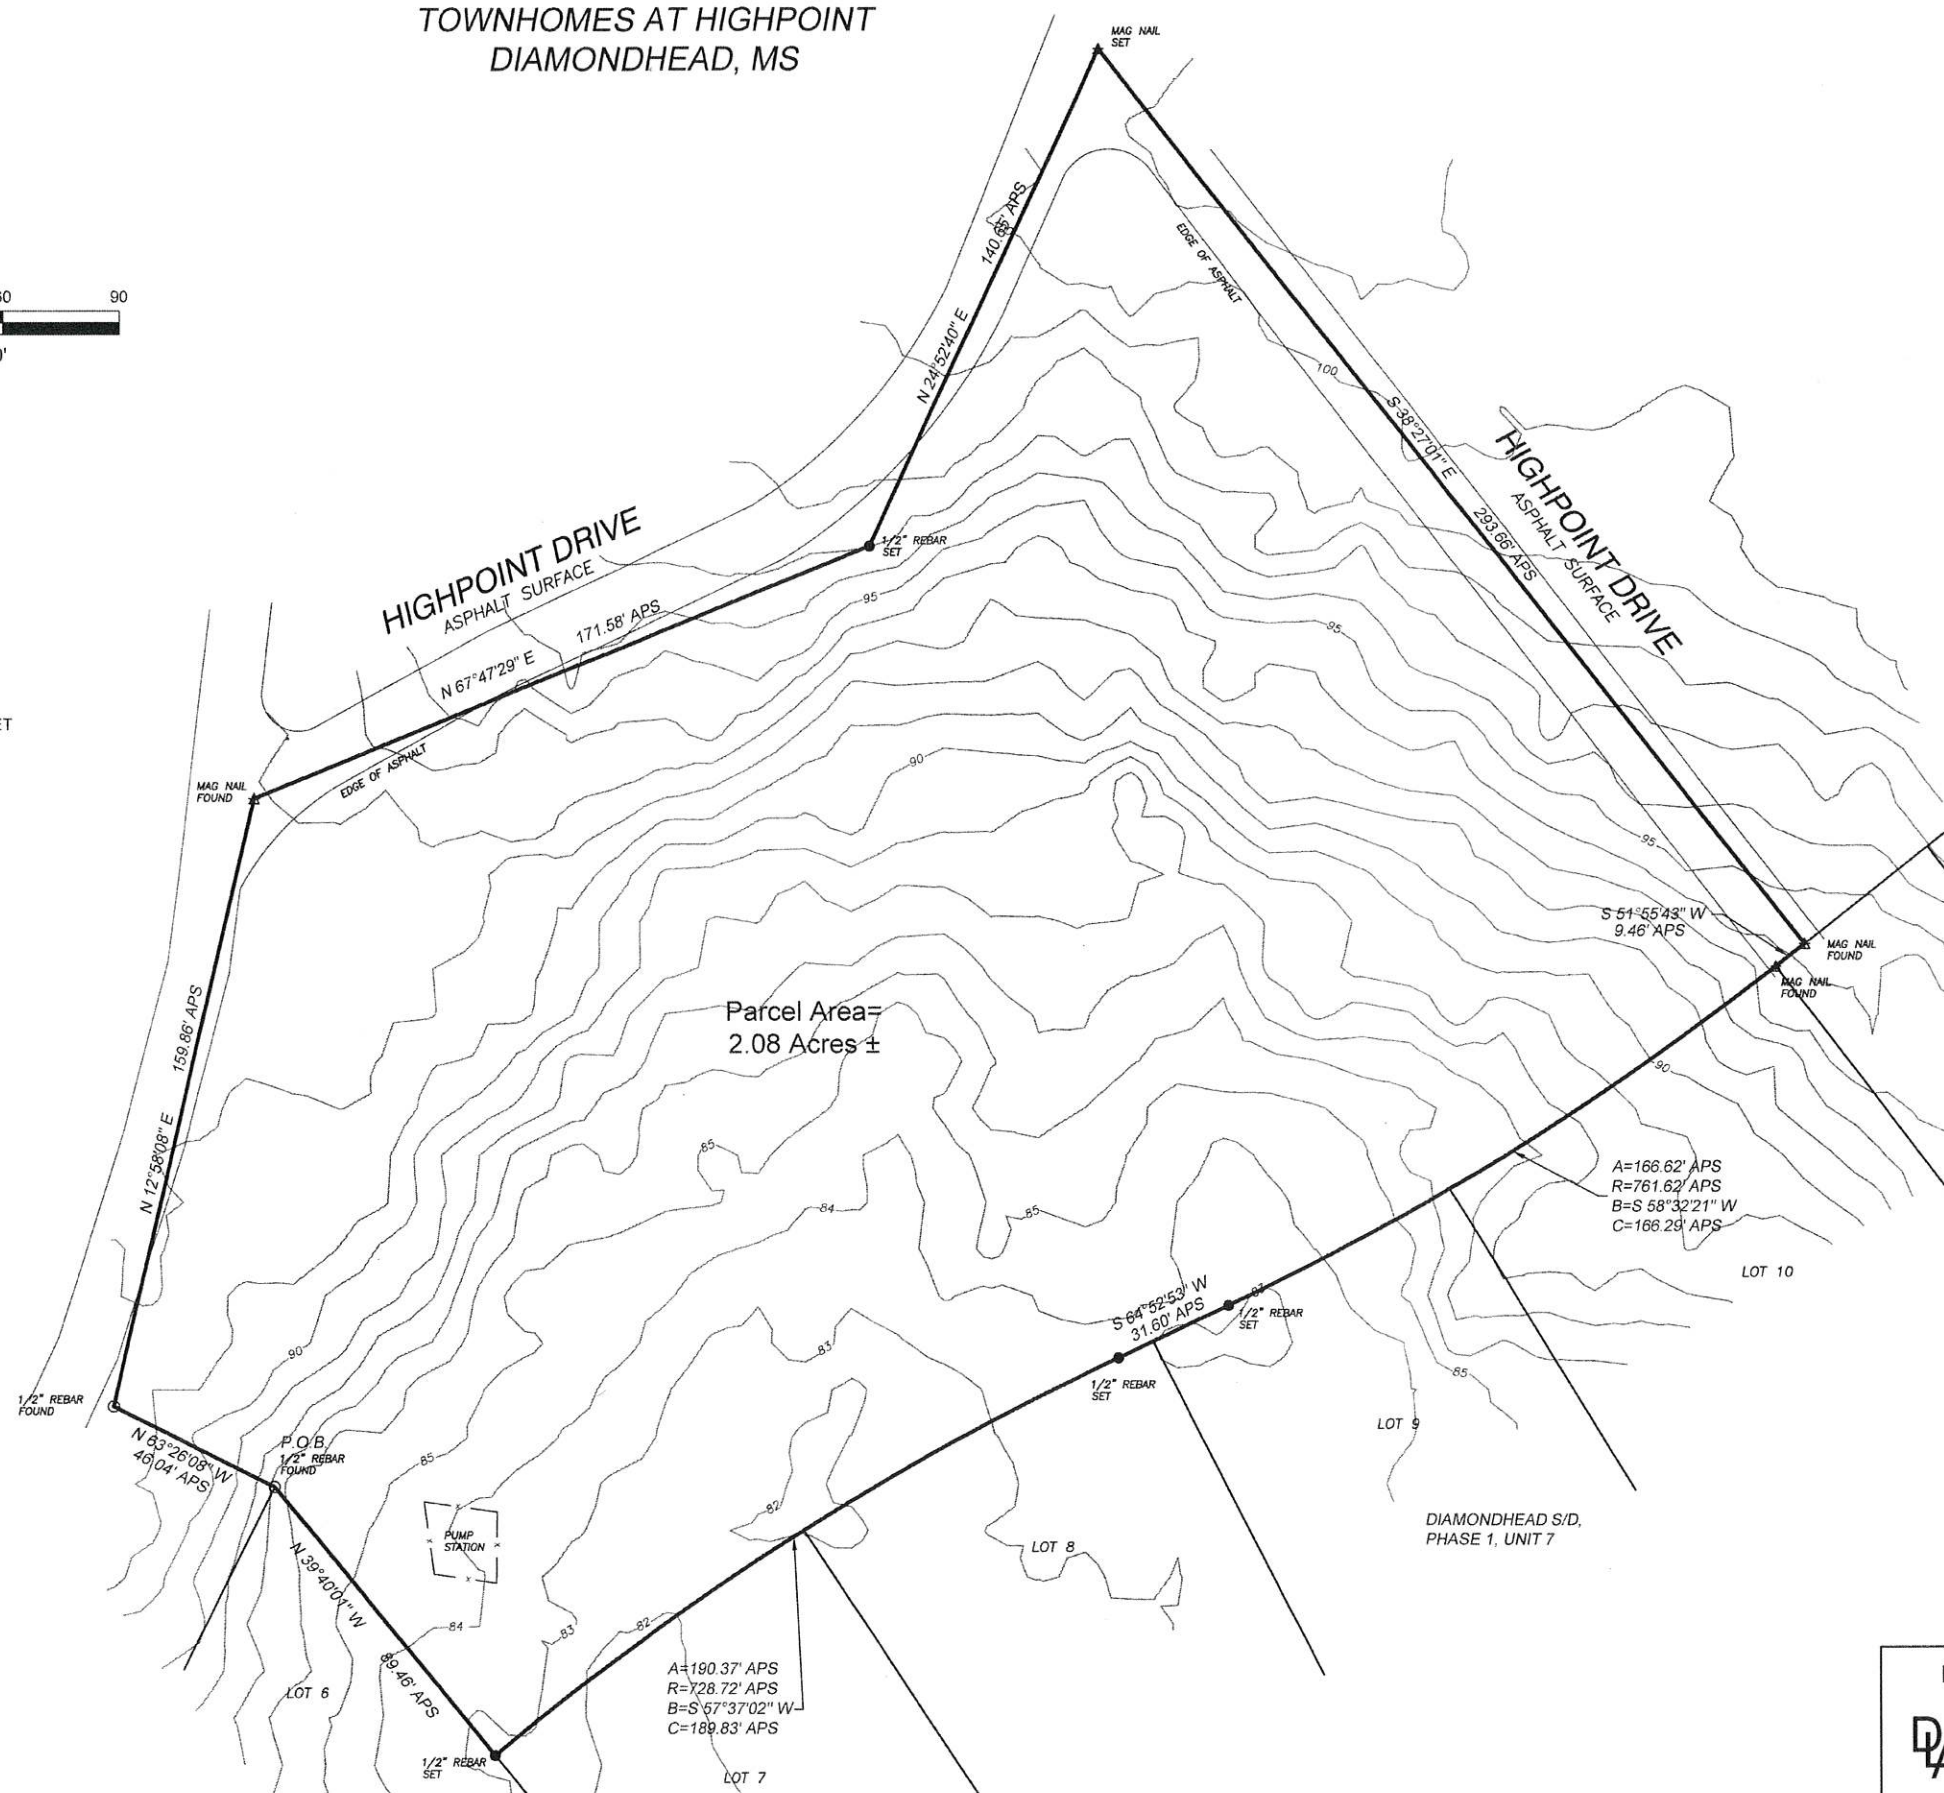 TOWNHOMES AT HIGHPOINT
DIAMONDHEAD, MS
MAG NAIL
SET
90
140.65' APS
N 24°52'40" E
EDGE OF ASPHALT
100
S 38°27'01" E
293.66' APS
HIGHPOINT DRIVE
ASPHALT SURFACE
HIGHPOINT DRIVE
ASPHALT SURFACE
1/2" REBAR
SET
171.58' APS
N 67°47'29" E
95
95
95
90
EDGE OF ASPHALT
MAG NAIL
FOUND
S 51°55'43" W
9.46' APS
MAG NAIL
FOUND
MAG NAIL
FOUND
Parcel Area=
2.08 Acres ±
159.86' APS
N 12°58'08" E
90
85
84
85
A=166.62' APS
R=761.62' APS
B=S 58°32'21" W
C=166.29' APS
LOT 10
S 64°52'53" W
31.60' APS
1/2" REBAR
SET
83
90
1/2" REBAR
SET
85
1/2" REBAR
FOUND
LOT 9
N 63°26'08" W
46.04' APS
P.O.B.
1/2" REBAR
FOUND
85
82
PUMP
STATION
DIAMONDHEAD S/D,
PHASE 1, UNIT 7
LOT 8
N 39°40'01" W
89.46' APS
84
83
82
A=190.37' APS
R=728.72' APS
B=S 57°37'02" W
C=189.83' APS
LOT 6
1/2" REBAR
SET
LOT 7